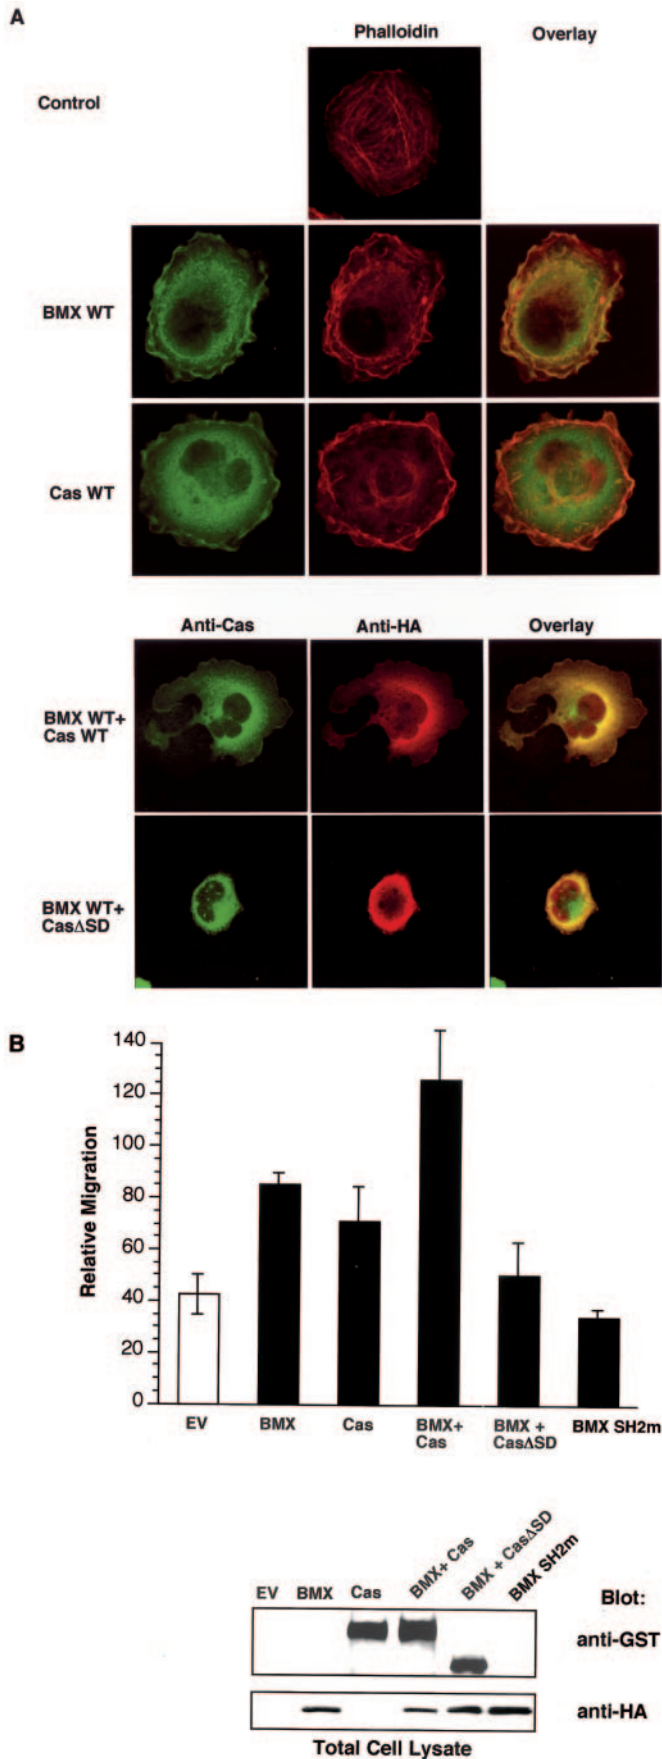 A
Phalloidin Overlay
Control
BMX WT
Cas WT
Anti-Cas Anti-HA Overlay
BMX WT+
Cas WT
BMX WT+
CasΔSD
B
140
120
100
80
60
40
20
0
Relative Migration
EV BMX Cas BMX+ BMX + BMX SH2m
Cas CasΔSD
EV BMX Cas BMX+ Cas BMX + CasΔSD BMX SH2m
Blot:
anti-GST
anti-HA
Total Cell Lysate